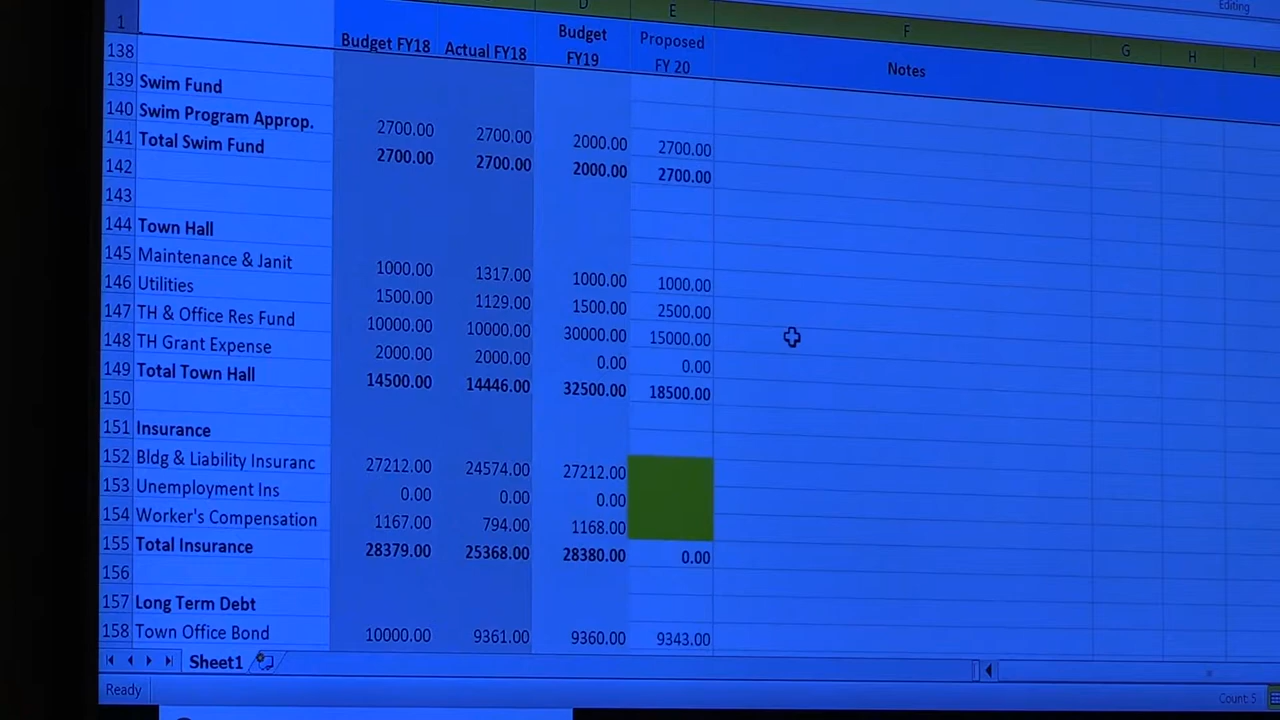 Editing
D E F G H I
1 Budget FY18 Actual FY18 Budget FY19 Proposed FY 20 Notes
138
139 Swim Fund
140 Swim Program Approp. 2700.00 2700.00 2000.00 2700.00
141 Total Swim Fund 2700.00 2700.00 2000.00 2700.00
142
143
144 Town Hall
145 Maintenance & Janit 1000.00 1317.00 1000.00 1000.00
146 Utilities 1500.00 1129.00 1500.00 2500.00
147 TH & Office Res Fund 10000.00 10000.00 30000.00 15000.00
148 TH Grant Expense 2000.00 2000.00 0.00 0.00
149 Total Town Hall 14500.00 14446.00 32500.00 18500.00
150
151 Insurance
152 Bldg & Liability Insuranc 27212.00 24574.00 27212.00
153 Unemployment Ins 0.00 0.00 0.00
154 Worker's Compensation 1167.00 794.00 1168.00
155 Total Insurance 28379.00 25368.00 28380.00 0.00
156
157 Long Term Debt
158 Town Office Bond 10000.00 9361.00 9360.00 9343.00
Sheet1
Ready Count: 5